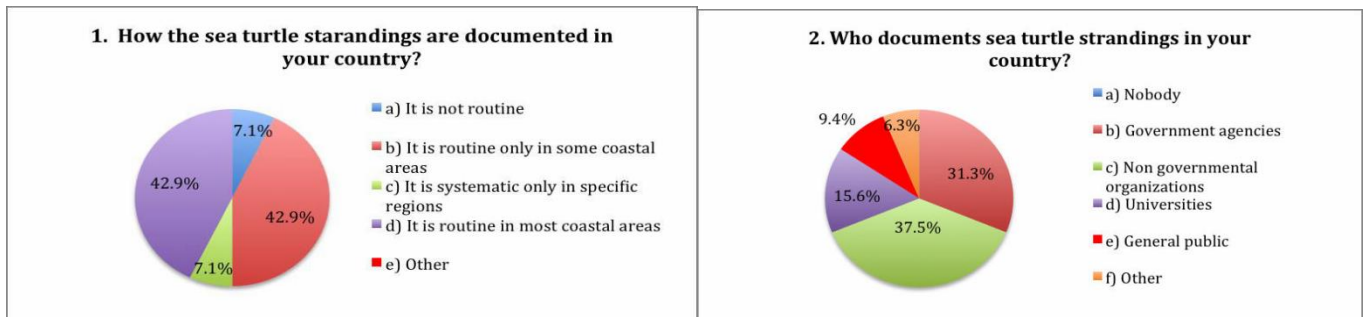 1. How the sea turtle starandings are documented in
your country?
7.1%
42.9%
7.1%
42.9%
a) It is not routine
b) It is routine only in some coastal
areas
c) It is systematic only in specific
regions
d) It is routine in most coastal areas
e) Other
2. Who documents sea turtle strandings in your
country?
9.4%
6.3%
31.3%
15.6%
37.5%
a) Nobody
b) Government agencies
c) Non governmental
organizations
d) Universities
e) General public
f) Other